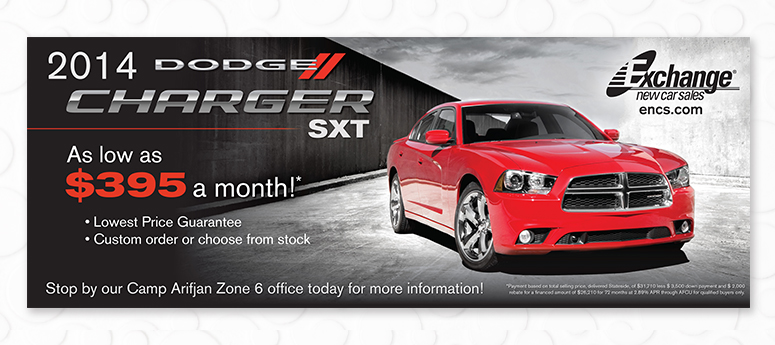 2014 DODGE
CHARGER
SXT
Exchange®
new car sales
encs.com
As low as
$395 a month!*
• Lowest Price Guarantee
• Custom order or choose from stock
Stop by our Camp Arifjan Zone 6 office today for more information!
*Payment based on total selling price, delivered Stateside, of $31,710 less $ 3,500 down payment and $ 2,000
rebate for a financed amount of $26,210 for 72 months at 2.89% APR through AFCU for qualified buyers only